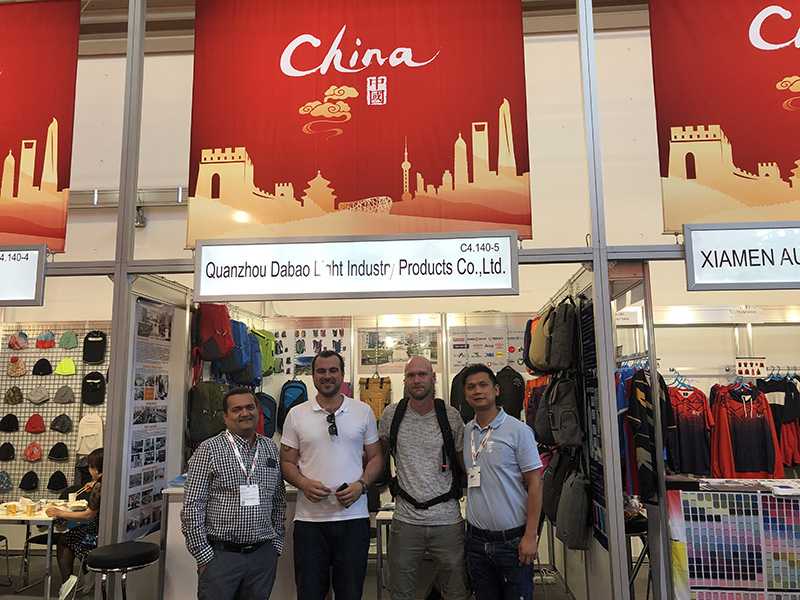 China
中國
C4.140-4
C4.140-5
Quanzhou Dabao Light Industry Products Co.,Ltd.
XIAMEN AU